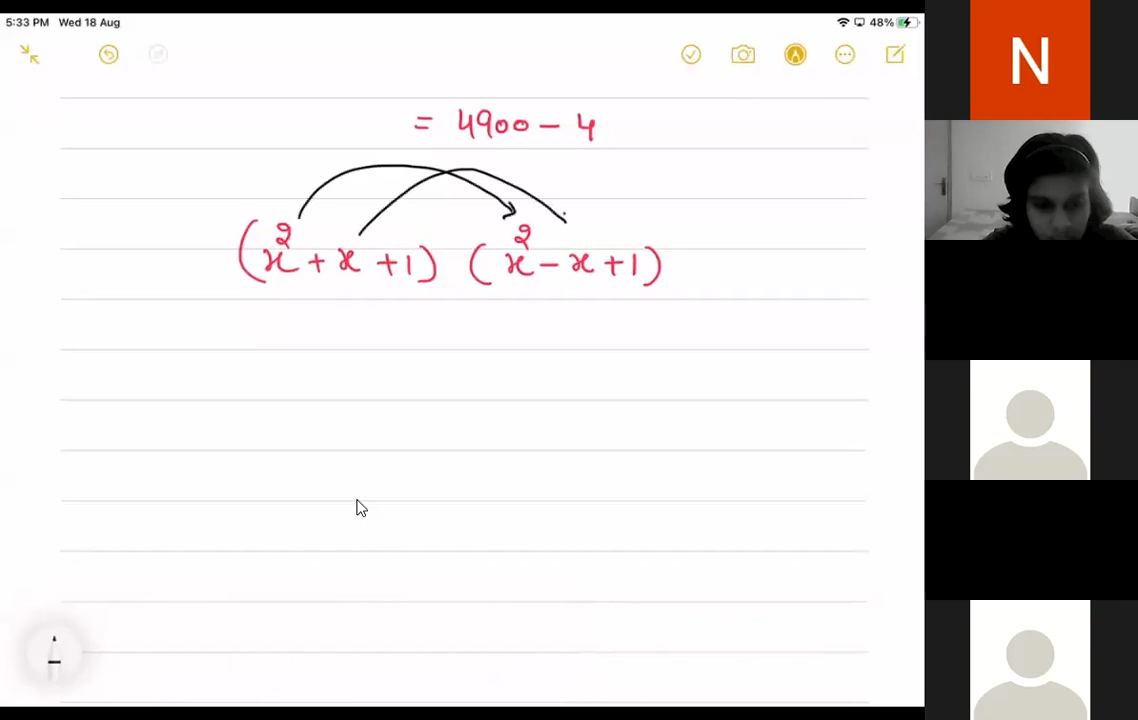 5:33 PM Wed 18 Aug 48%
= 4900 - 4
(x² + x + 1) (x² - x + 1)
N